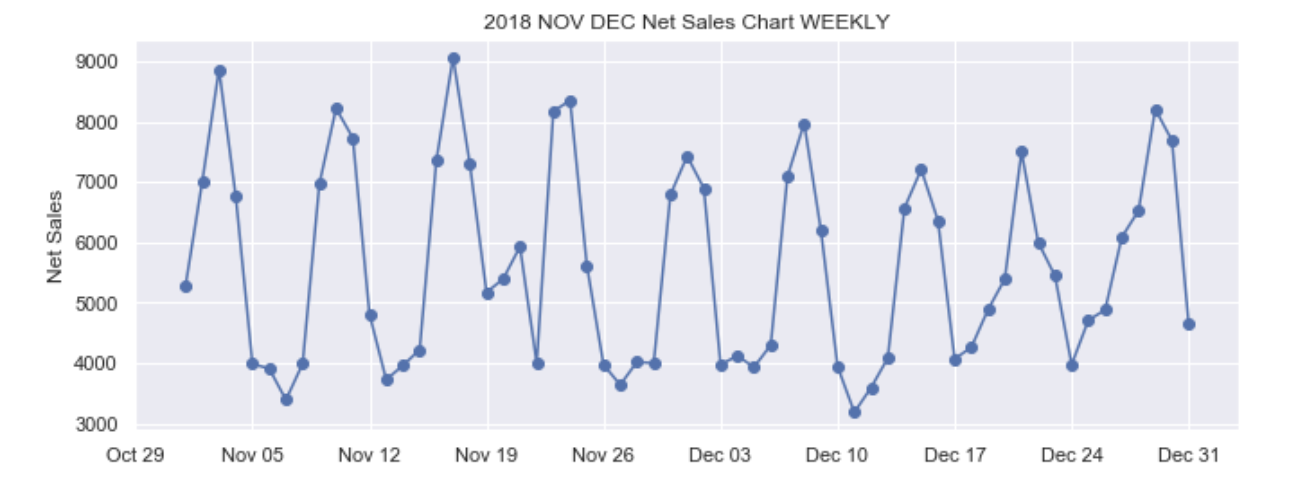 2018 NOV DEC Net Sales Chart WEEKLY
Net Sales
9000
8000
7000
6000
5000
4000
3000
Oct 29 Nov 05 Nov 12 Nov 19 Nov 26 Dec 03 Dec 10 Dec 17 Dec 24 Dec 31